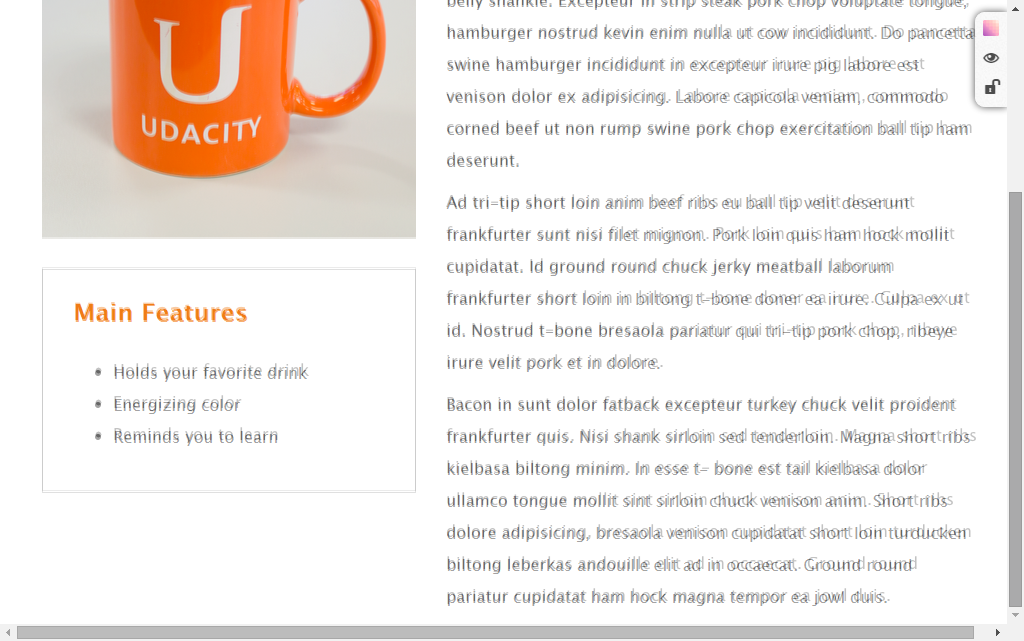 U
UDACITY
Main Features
Holds your favorite drink
Energizing color
Reminds you to learn
belly shankle. Excepteur in strip steak pork chop voluptate tongue,
hamburger nostrud kevin enim nulla ut cow incididunt. Do pancetta
swine hamburger incididunt in excepteur irure pig labore est
venison dolor ex adipisicing. Labore capicola veniam, commodo
corned beef ut non rump swine pork chop exercitation ball tip ham
deserunt.
Ad tri-tip short loin anim beef ribs eu ball tip velit deserunt
frankfurter sunt nisi filet mignon. Pork loin quis ham hock mollit
cupidatat. Id ground round chuck jerky meatball laborum
frankfurter short loin in biltong t-bone doner ea irure. Culpa ex ut
id. Nostrud t-bone bresaola pariatur qui tri-tip pork chop, ribeye
irure velit pork et in dolore.
Bacon in sunt dolor fatback excepteur turkey chuck velit proident
frankfurter quis. Nisi shank sirloin sed tenderloin. Magna short ribs
kielbasa biltong minim. In esse t- bone est tail kielbasa dolor
ullamco tongue mollit sint sirloin chuck venison anim. Short ribs
dolore adipisicing, bresaola venison cupidatat short loin turducken
biltong leberkas andouille elit ad in occaecat. Ground round
pariatur cupidatat ham hock magna tempor ea jowl duis.